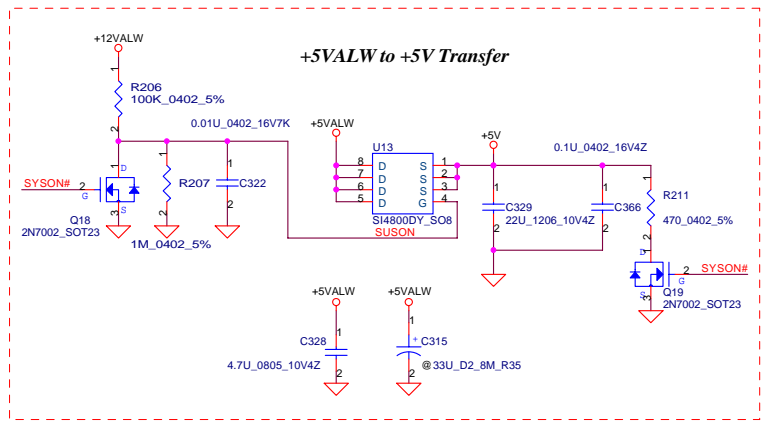 +5VALW to +5V Transfer
+12VALW
1
R206
100K_0402_5%
2
0.01U_0402_16V7K
SYSON#
2
G
1
D
S
3
Q18
2N7002_SOT23
1
R207
2
1M_0402_5%
1
C322
2
+5VALW
U13
8 D S 1
7 D S 2
6 D S 3
5 D G 4
SI4800DY_SO8
SUSON
+5V
0.1U_0402_16V4Z
1
C329
22U_1206_10V4Z
2
1
C366
2
1
R211
470_0402_5%
2
1
D
2
G
SYSON#
S
3
Q19
2N7002_SOT23
+5VALW
1
C328
4.7U_0805_10V4Z
2
+5VALW
1
+
C315
@33U_D2_8M_R35
2